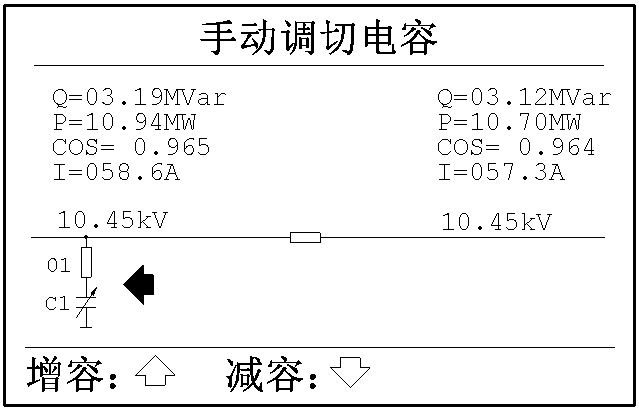 手动调切电容
Q=03.19MVar Q=03.12MVar
P=10.94MW P=10.70MW
COS= 0.965 COS= 0.964
I=058.6A I=057.3A
10.45kV 10.45kV
01
C1
增容: 减容: